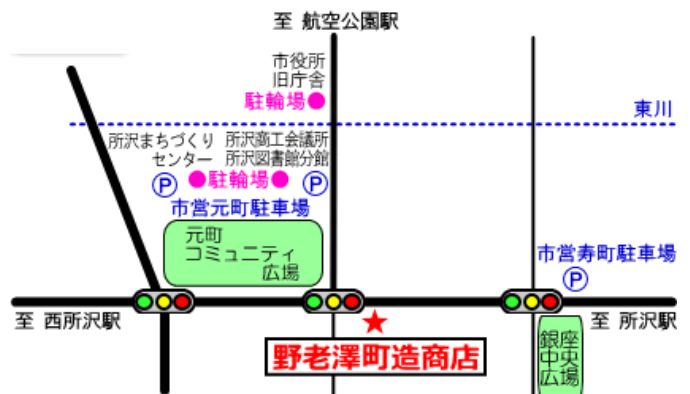 至 航空公園駅
市役所
旧庁舎
駐輪場
東川
所沢まちづくり
センター
所沢商工会議所
所沢図書館分館
P
駐輪場
P
市営元町駐車場
元町
コミュニティ
広場
市営寿町駐車場
P
至 西所沢駅
至 所沢駅
野老澤町造商店
銀座
中央
広場